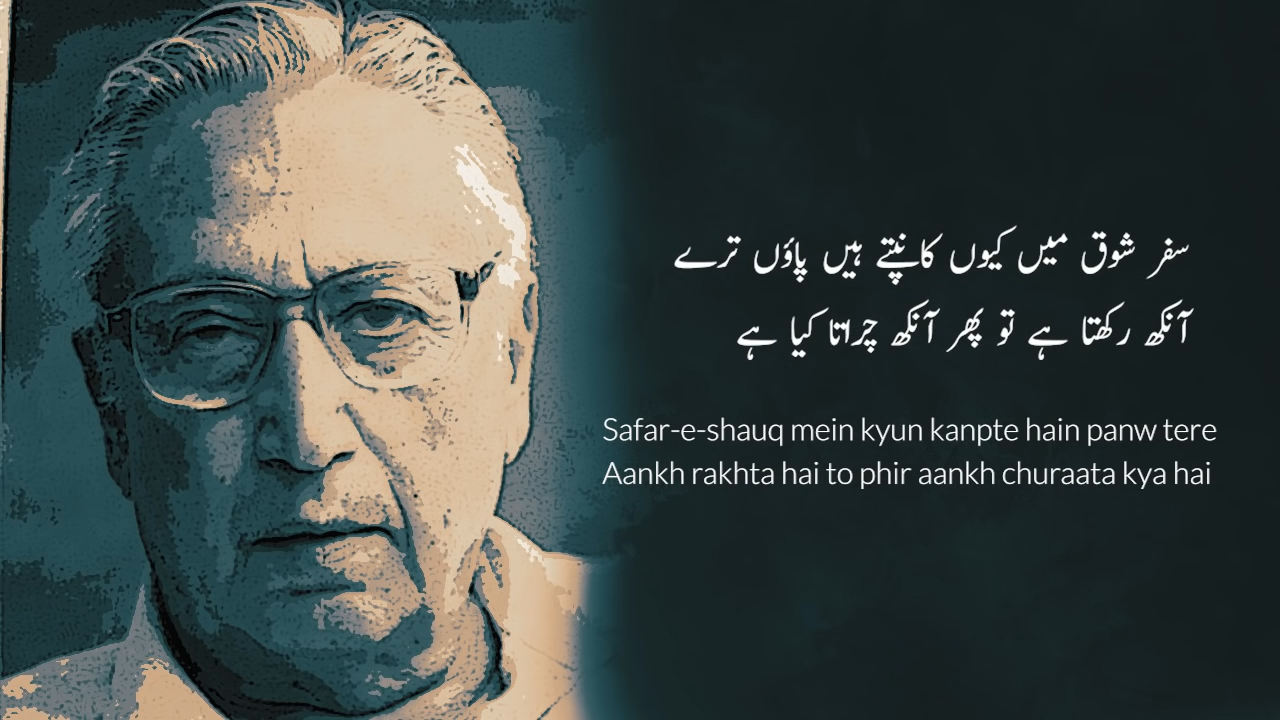 سفر شوق میں کیوں کانپتے ہیں پاؤں ترے
آنکھ رکھتا ہے تو پھر آنکھ چراتا کیا ہے
Safar-e-shauq mein kyun kanpte hain panw tere
Aankh rakhta hai to phir aankh churaata kya hai